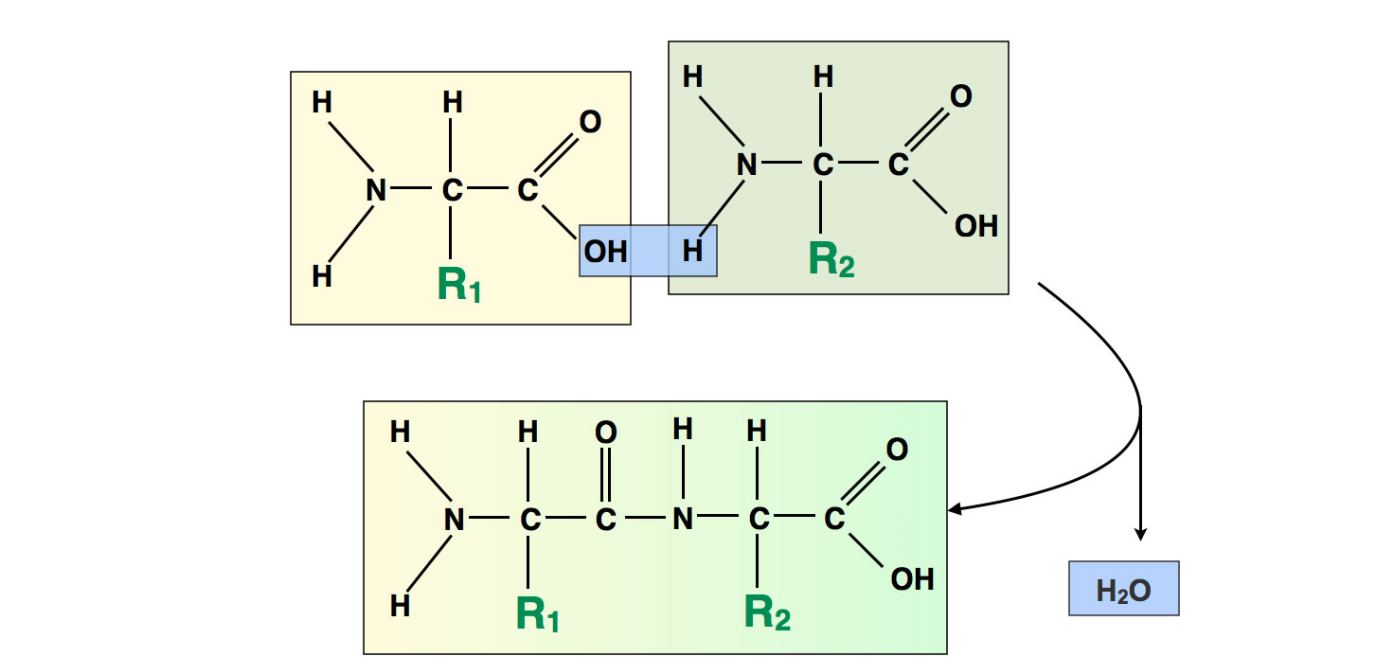 H H O
N C C
H R₁ OH
H H O
N C C
H R₂ OH
H H O H H O
N C C N C C
H R₁ R₂ OH
H₂O